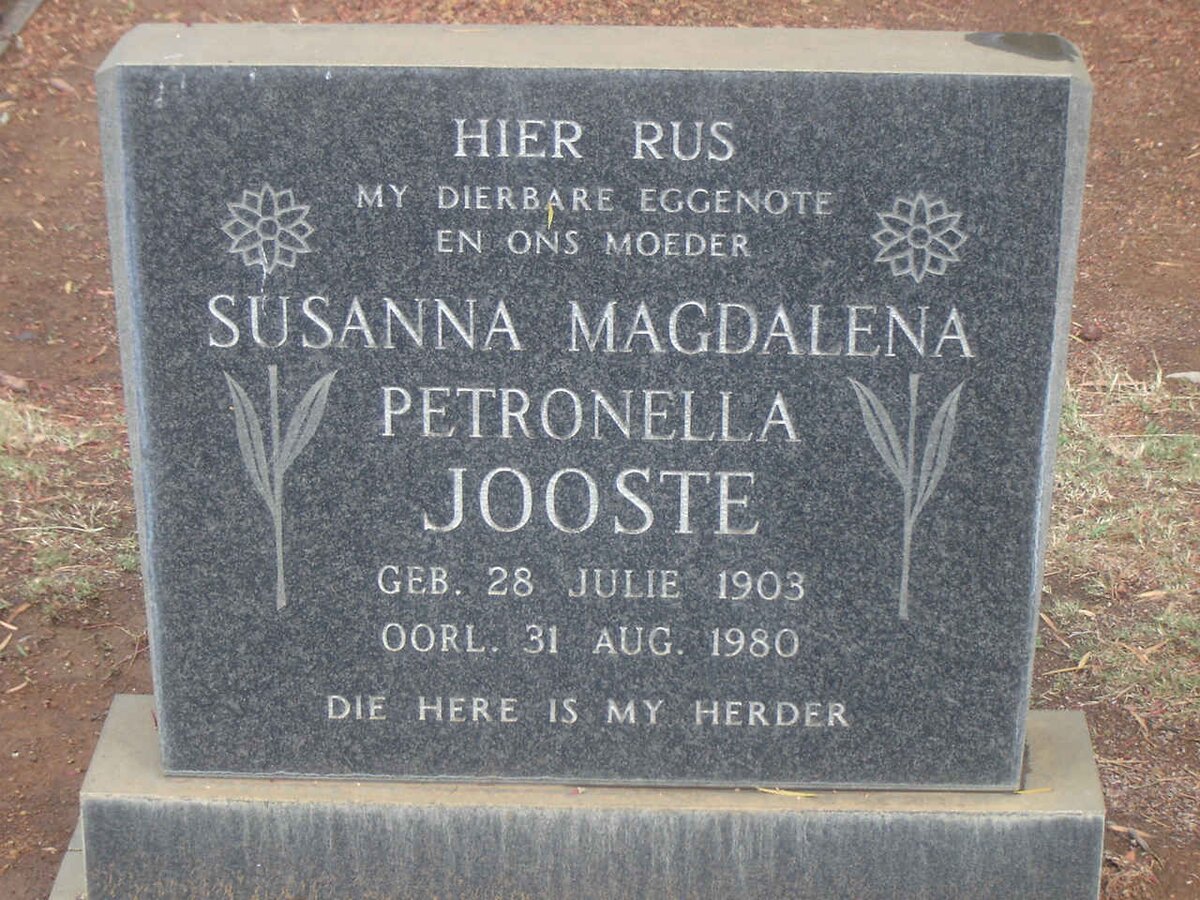 HIER RUS
MY DIERBARE EGGENOTE
EN ONS MOEDER
SUSANNA MAGDALENA
PETRONELLA
JOOSTE
GEB. 28 JULIE 1903
OORL. 31 AUG. 1980
DIE HERE IS MY HERDER